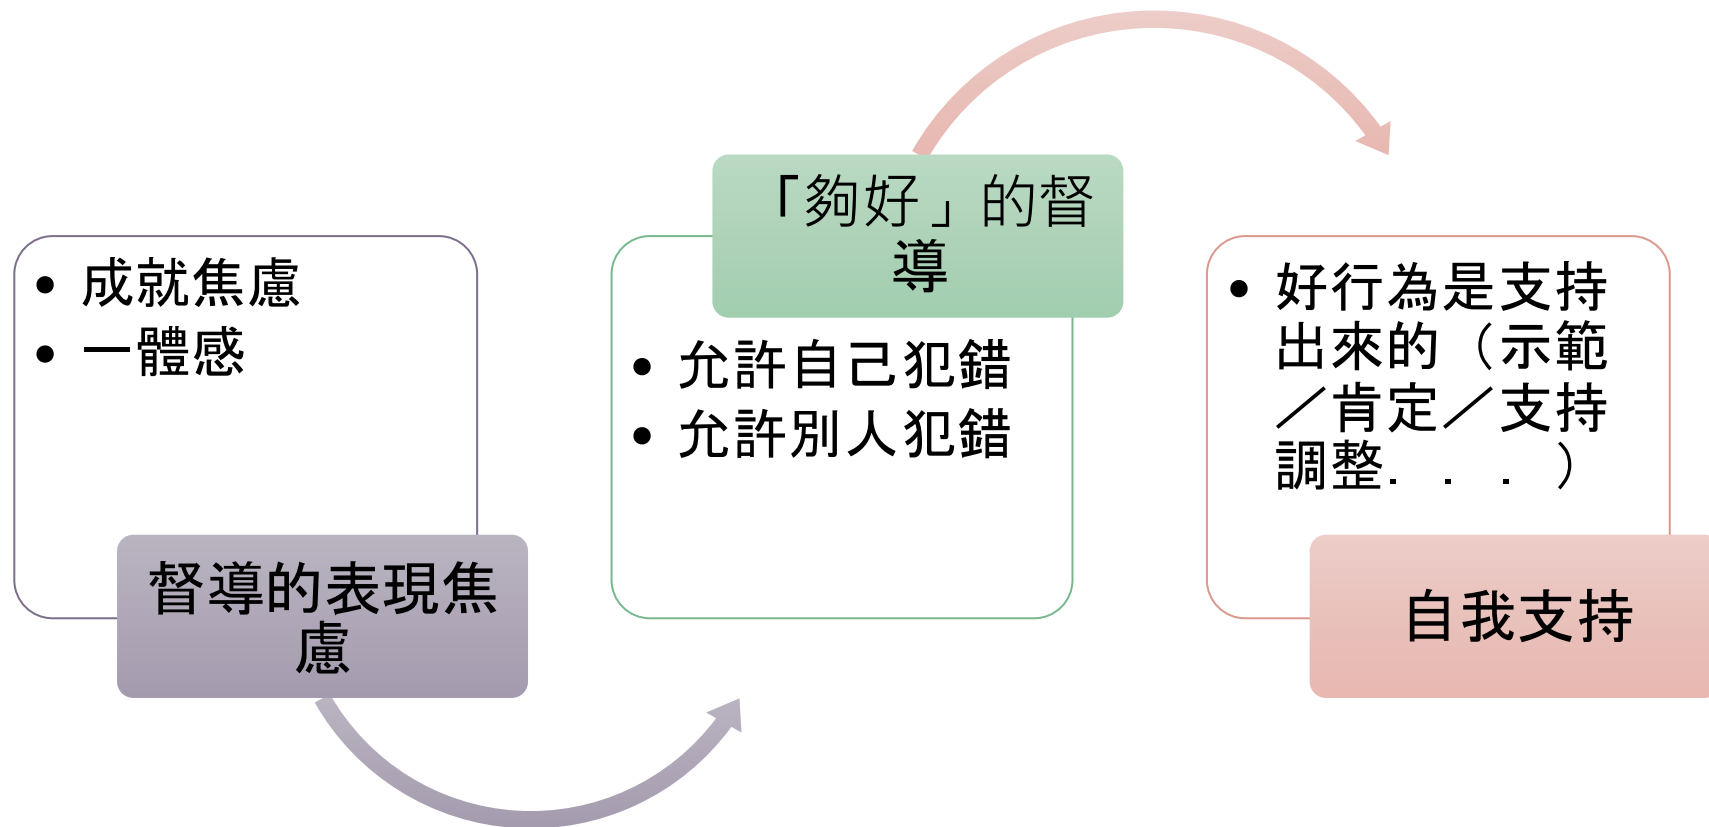 • 成就焦慮
• 一體感
督導的表現焦
慮
「夠好」的督
導
• 允許自己犯錯
• 允許別人犯錯
• 好行為是支持
出來的（示範
／肯定／支持
調整．．．）
自我支持